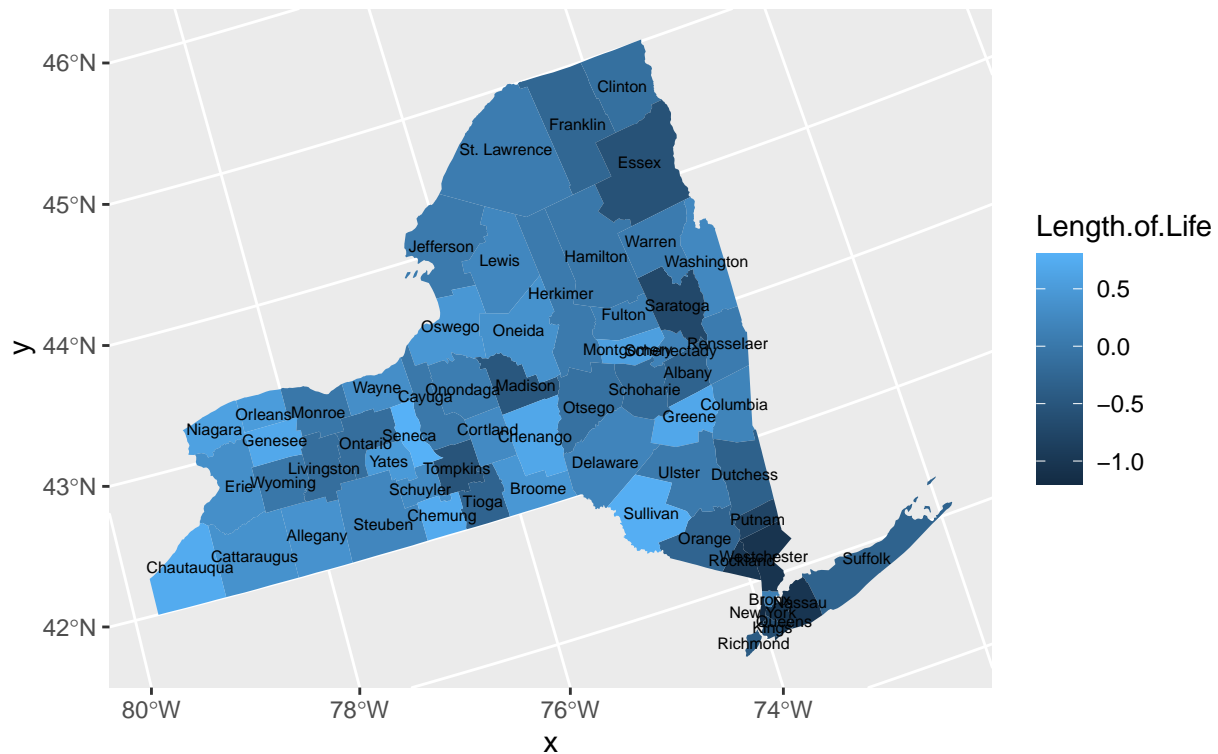 46°N
45°N
44°N
43°N
42°N
y
80°W
78°W
76°W
74°W
x
Clinton
Franklin
St. Lawrence
Essex
Jefferson
Lewis
Hamilton
Warren
Washington
Herkimer
Saratoga
Fulton
Oswego
Oneida
Montgomery
Schenectady
Rensselaer
Albany
Wayne
Cayuga
Onondaga
Madison
Schoharie
Otsego
Greene
Columbia
Orleans
Monroe
Niagara
Genesee
Ontario
Seneca
Cortland
Chenango
Yates
Livingston
Tompkins
Delaware
Ulster
Dutchess
Erie
Wyoming
Schuyler
Tioga
Broome
Chemung
Steuben
Sullivan
Putnam
Allegany
Orange
Cattaraugus
Chautauqua
Westchester
Rockland
Suffolk
Bronx
Nassau
New York
Queens
Kings
Richmond
Length.of.Life
0.5
0.0
−0.5
−1.0